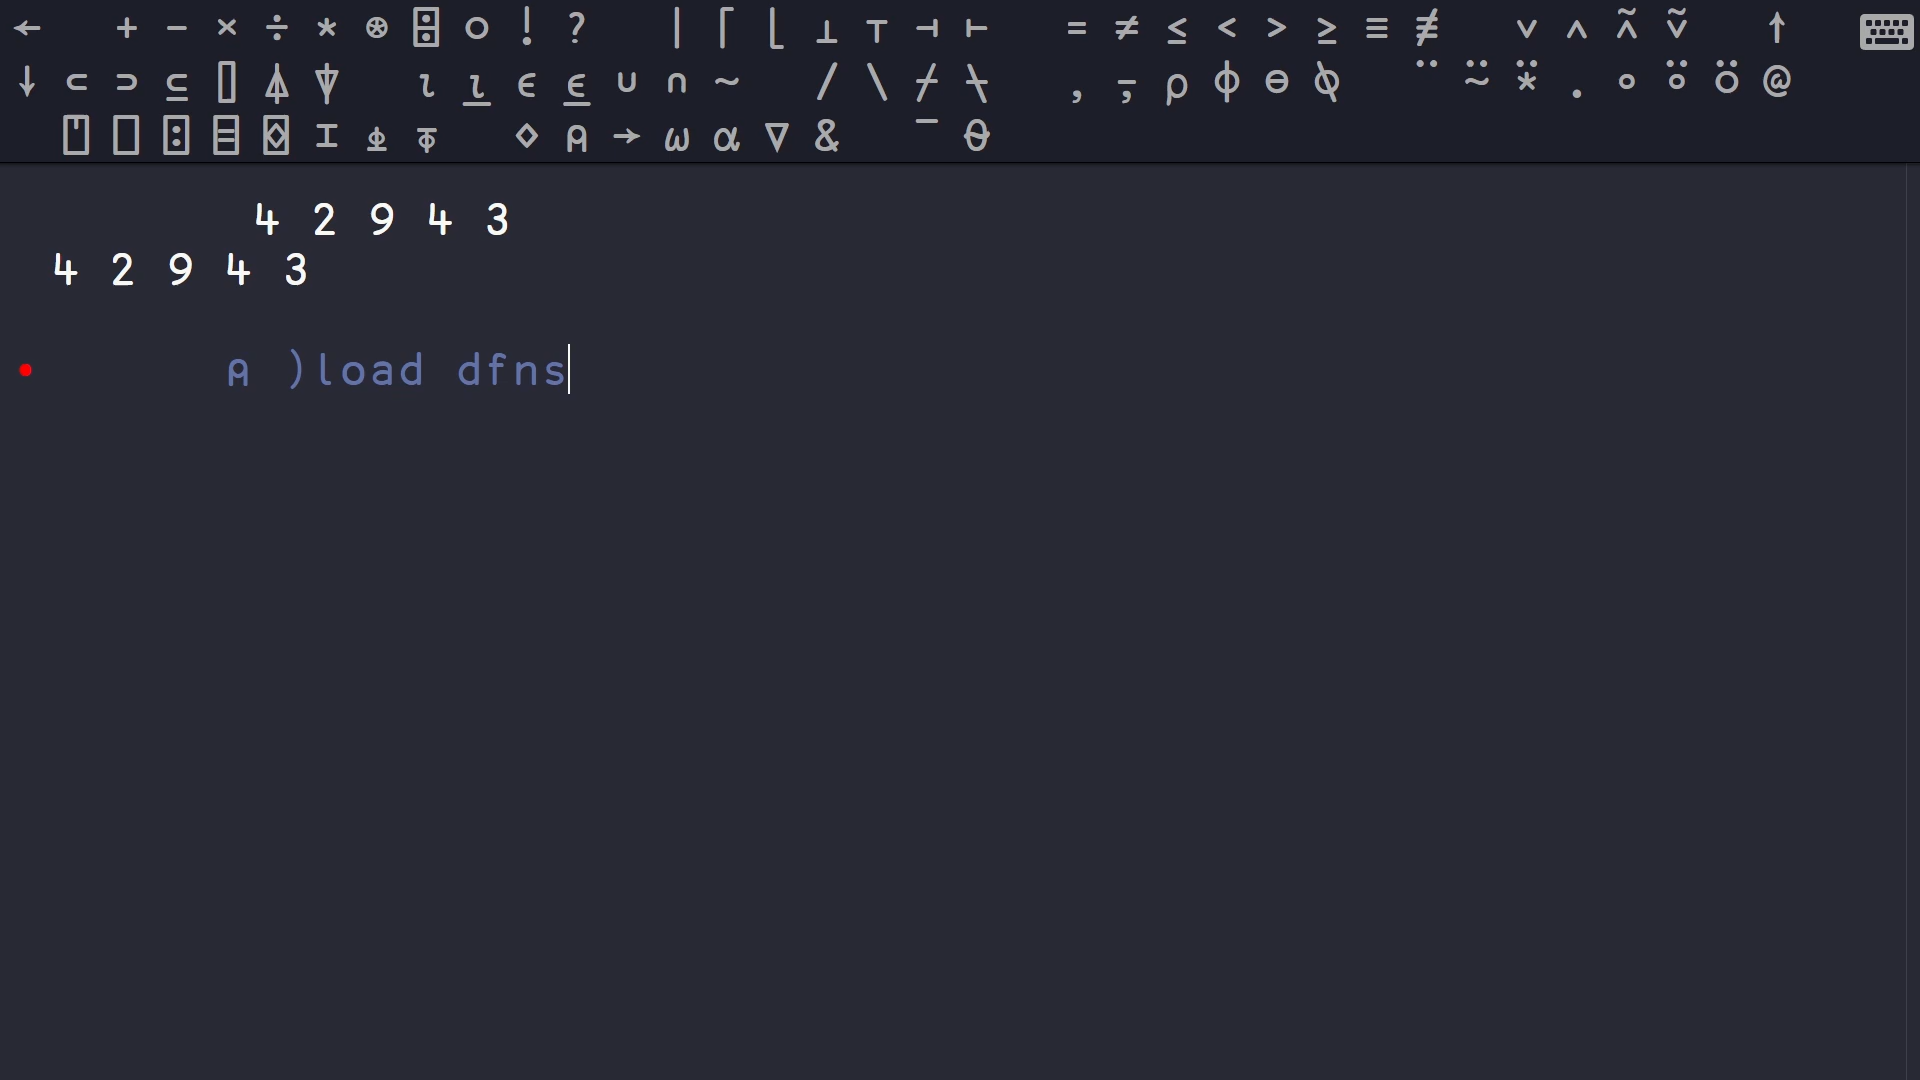 ← + - × ÷ * ⍟ ⌹ ○ ! ? | ⌈ ⌊ ⊥ ⊤ ⊣ ⊢ = ≠ ≤ < > ≥ ≡ ≢ ∨ ∧ ⍲ ⍱ ↑
↓ ⊂ ⊃ ⊆ ⌷ ⍋ ⍒ ⍳ ⍸ ∊ ⍷ ∪ ∩ ~ / \ ⌿ ⍀ , ⍪ ⍴ ⌽ ⊖ ⍉ ¨ ⍨ ⍣ . ∘ ⍤ ⍥ @
⍞ ⎕ ⍠ ⌸ ⌺ ⌶ ⍎ ⍕ ⋄ ⍝ → ⍵ ⍺ ∇ & ¯ ⍬
4 2 9 4 3
4 2 9 4 3
⍝ )load dfns